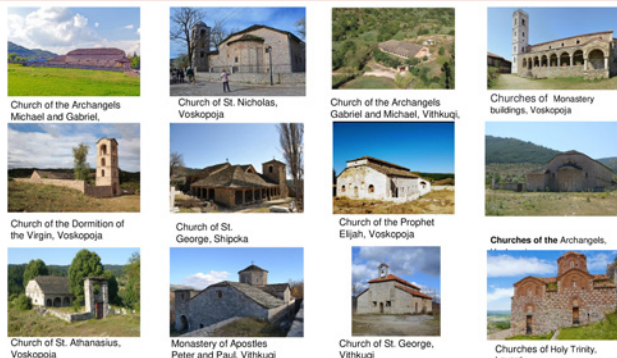 Church of the Archangels
Michael and Gabriel,
Church of St. Nicholas,
Voskopoja
Church of the Archangels
Gabriel and Michael, Vithkuqi,
Churches of Monastery
buildings, Voskopoja
Church of the Dormition of
the Virgin, Voskopoja
Church of St.
George, Shipcka
Church of the Prophet
Elijah, Voskopoja
Churches of the Archangels,
Church of St. Athanasius,
Voskopoja
Monastery of Apostles
Peter and Paul, Vithkuqi
Church of St. George,
Vithkuqi
Churches of Holy Trinity,